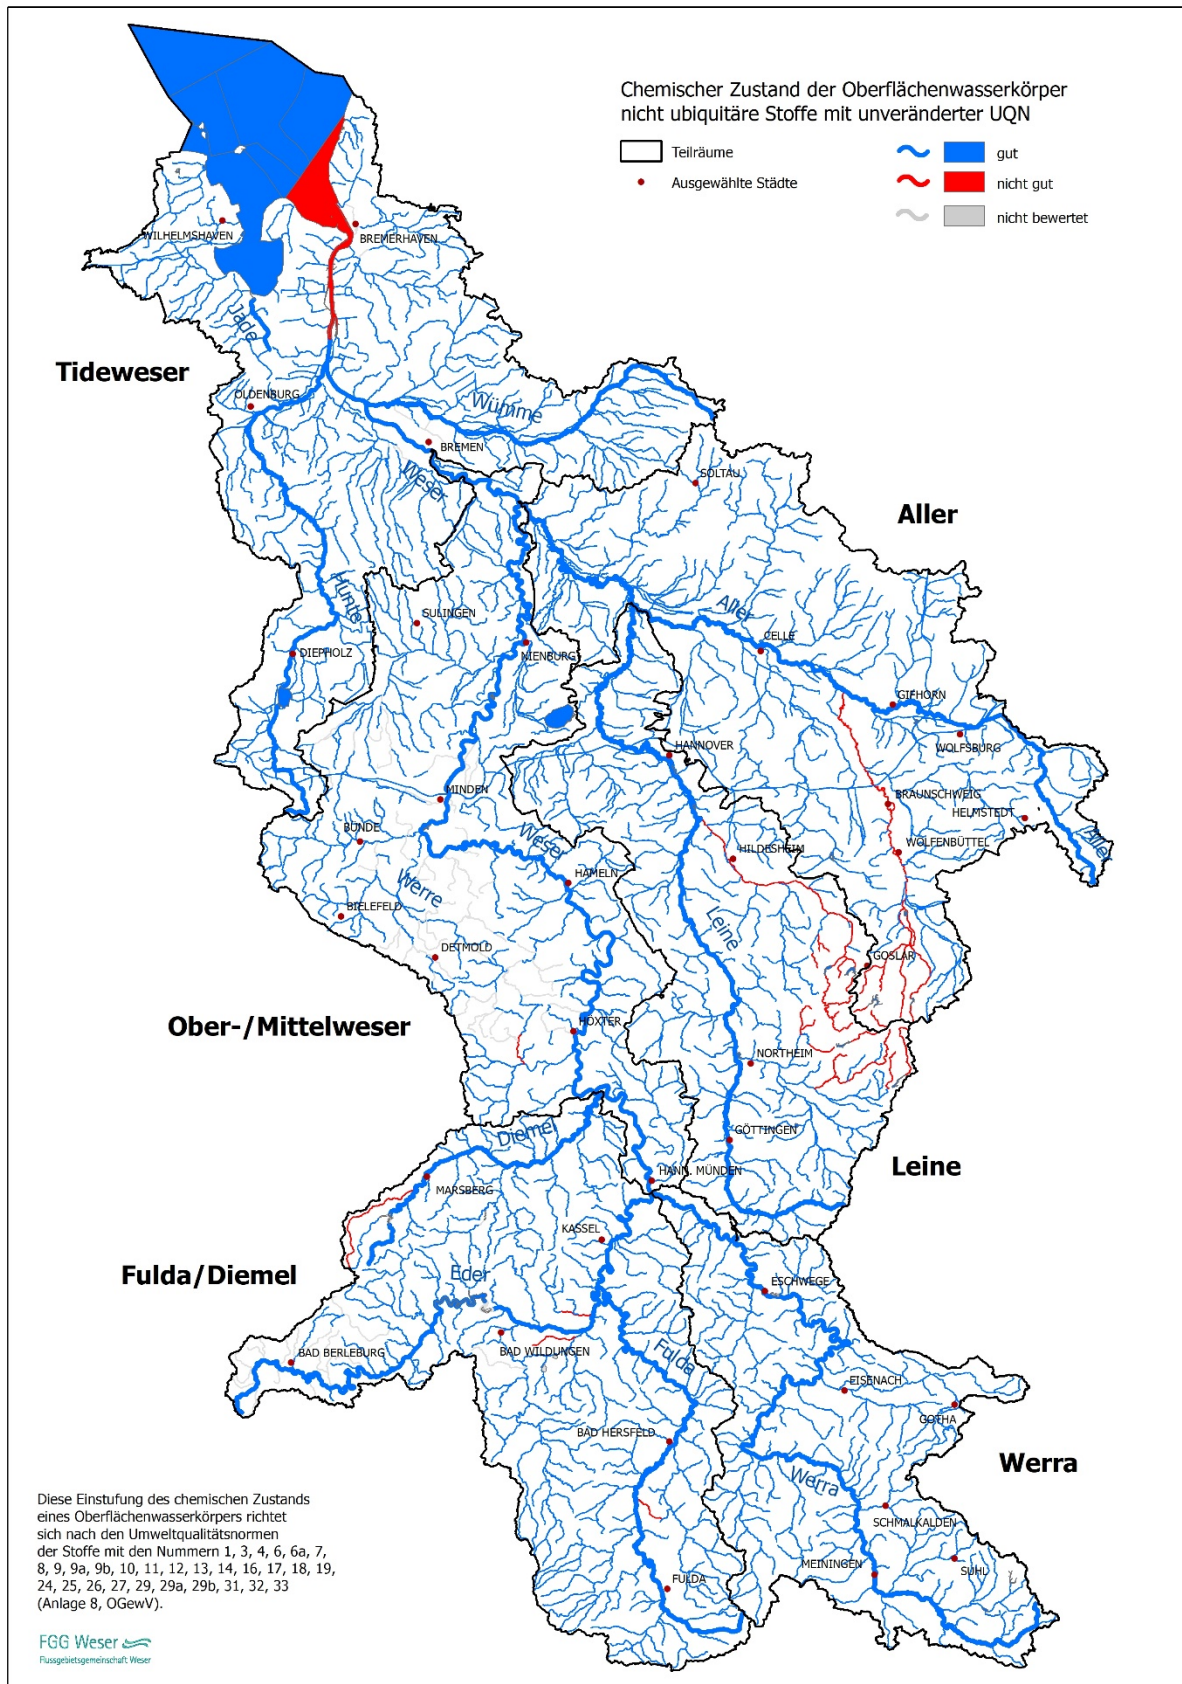 Chemischer Zustand der Oberflächenwasserkörper
nicht ubiquitäre Stoffe mit unveränderter UQN
Teilräume
Ausgewählte Städte
gut
nicht gut
nicht bewertet
WILHELMSHAVEN
BREMERHAVEN
Jade
Tideweser
OLDENBURG
Wümme
BREMEN
Weser
SOLTAU
Aller
Hunte
SULINGEN
Aller
CELLE
DIEPHOLZ
NIENBURG
GIFHORN
WOLFSBURG
HANNOVER
MINDEN
BRAUNSCHWEIG
HELMSTEDT
BÜNDE
Weser
WOLFENBÜTTEL
Aller
HILDESHEIM
Werre
HAMELN
BIELEFELD
Leine
DETMOLD
GOSLAR
Ober-/Mittelweser
HÖXTER
NORTHEIM
Diemel
GÖTTINGEN
Leine
HANN. MÜNDEN
MARSBERG
KASSEL
Fulda/Diemel
Eder
ESCHWEGE
BAD WILDUNGEN
Fulda
BAD BERLEBURG
EISENACH
GOTHA
BAD HERSFELD
Werra
Werra
SCHMALKALDEN
MEININGEN
SUHL
FULDA
Diese Einstufung des chemischen Zustands
eines Oberflächenwasserkörpers richtet
sich nach den Umweltqualitätsnormen
der Stoffe mit den Nummern 1, 3, 4, 6, 6a, 7,
8, 9, 9a, 9b, 10, 11, 12, 13, 14, 16, 17, 18, 19,
24, 25, 26, 27, 29, 29a, 29b, 31, 32, 33
(Anlage 8, OGewV).
FGG Weser
Flussgebietsgemeinschaft Weser